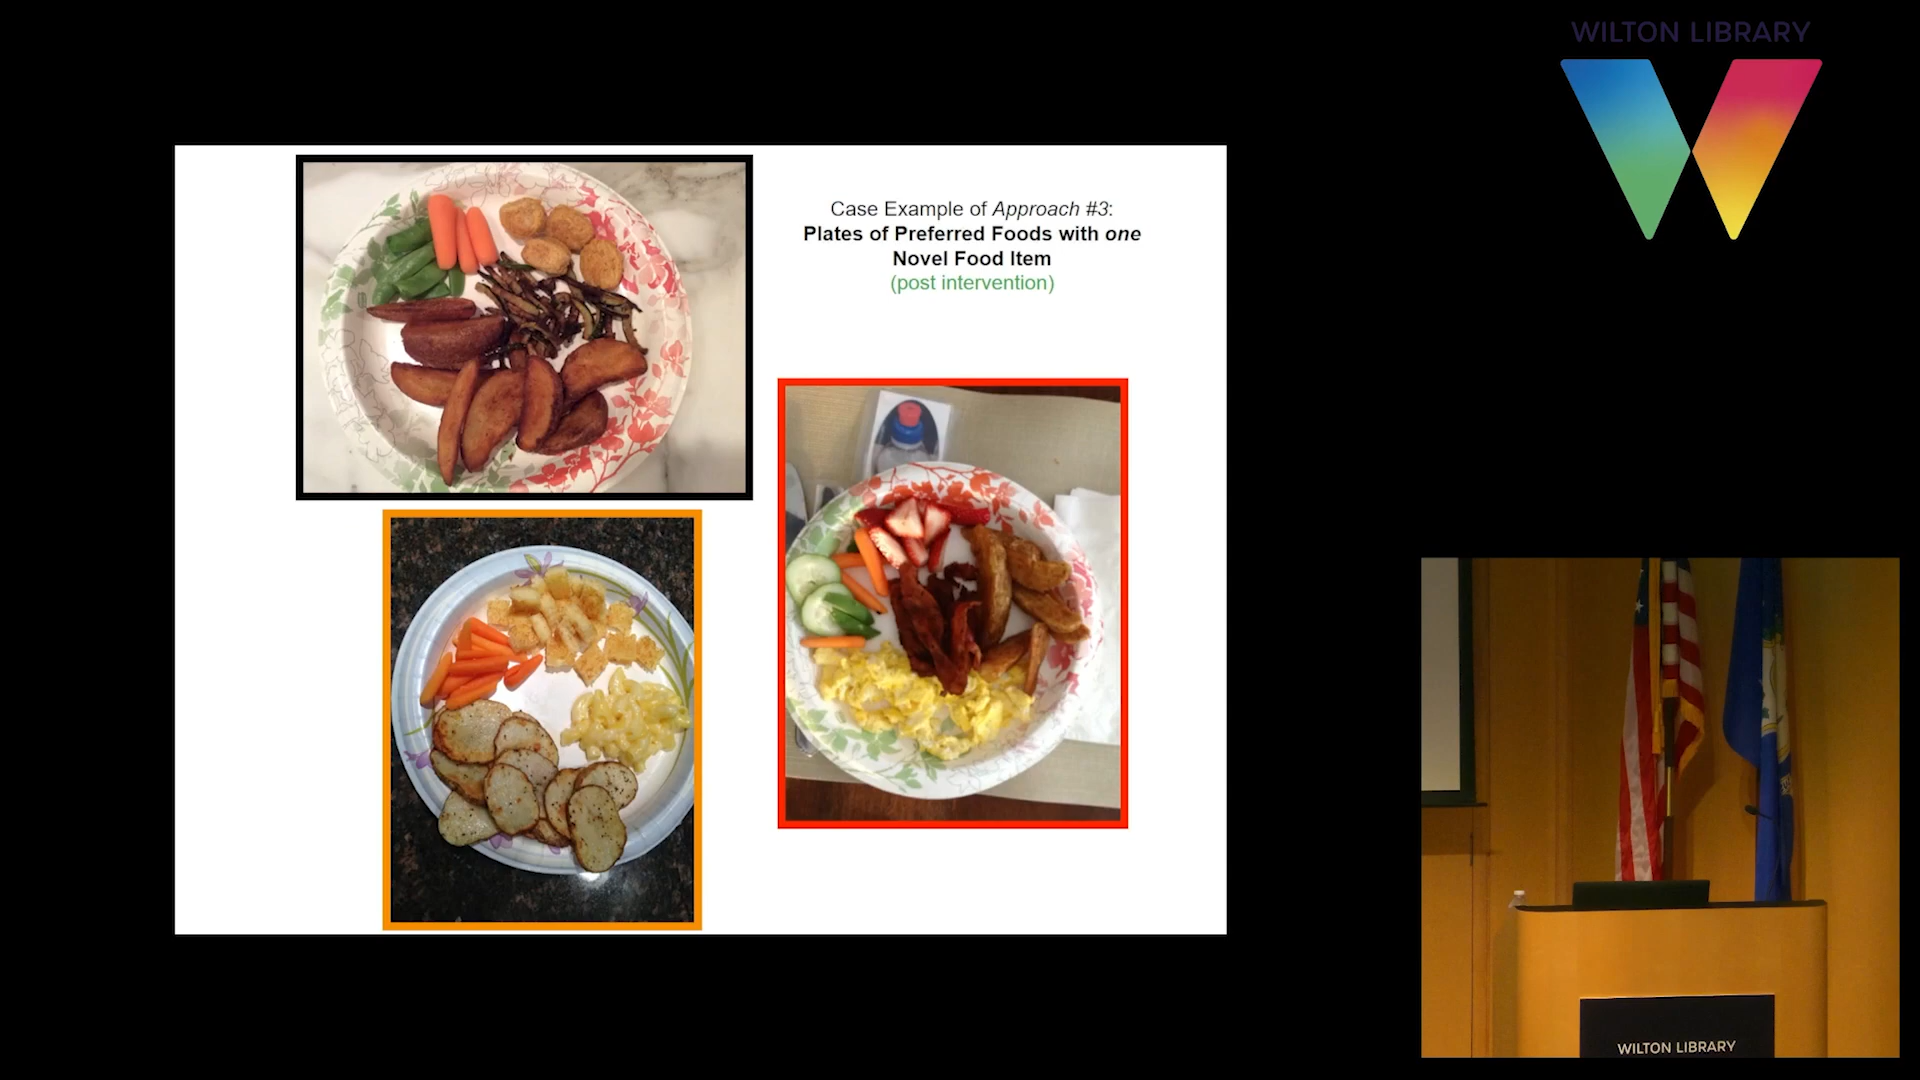 WILTON LIBRARY
Case Example of Approach #3:
Plates of Preferred Foods with one
Novel Food Item
(post intervention)
WILTON LIBRARY